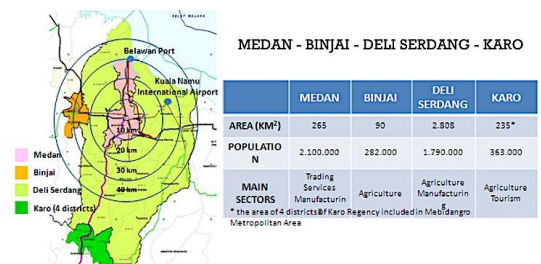 SELAT MALAKA
Belawan Port
Kuala Namu
International Airport
10 km
20 km
30 km
40 km
Medan
Binjai
Deli Serdang
Karo (4 districts)
MEDAN - BINJAI - DELI SERDANG - KARO
MEDAN BINJAI DELI SERDANG KARO
AREA (KM²) 265 90 2.808 235*
POPULATIO
N 2.100.000 282.000 1.790.000 363.000
MAIN
SECTORS
Trading
Services
Manufacturin
Agriculture
Agriculture
Manufacturin
g
Agriculture
Tourism
* the area of 4 districts of Karo Regency included in Mebidangro
Metropolitan Area